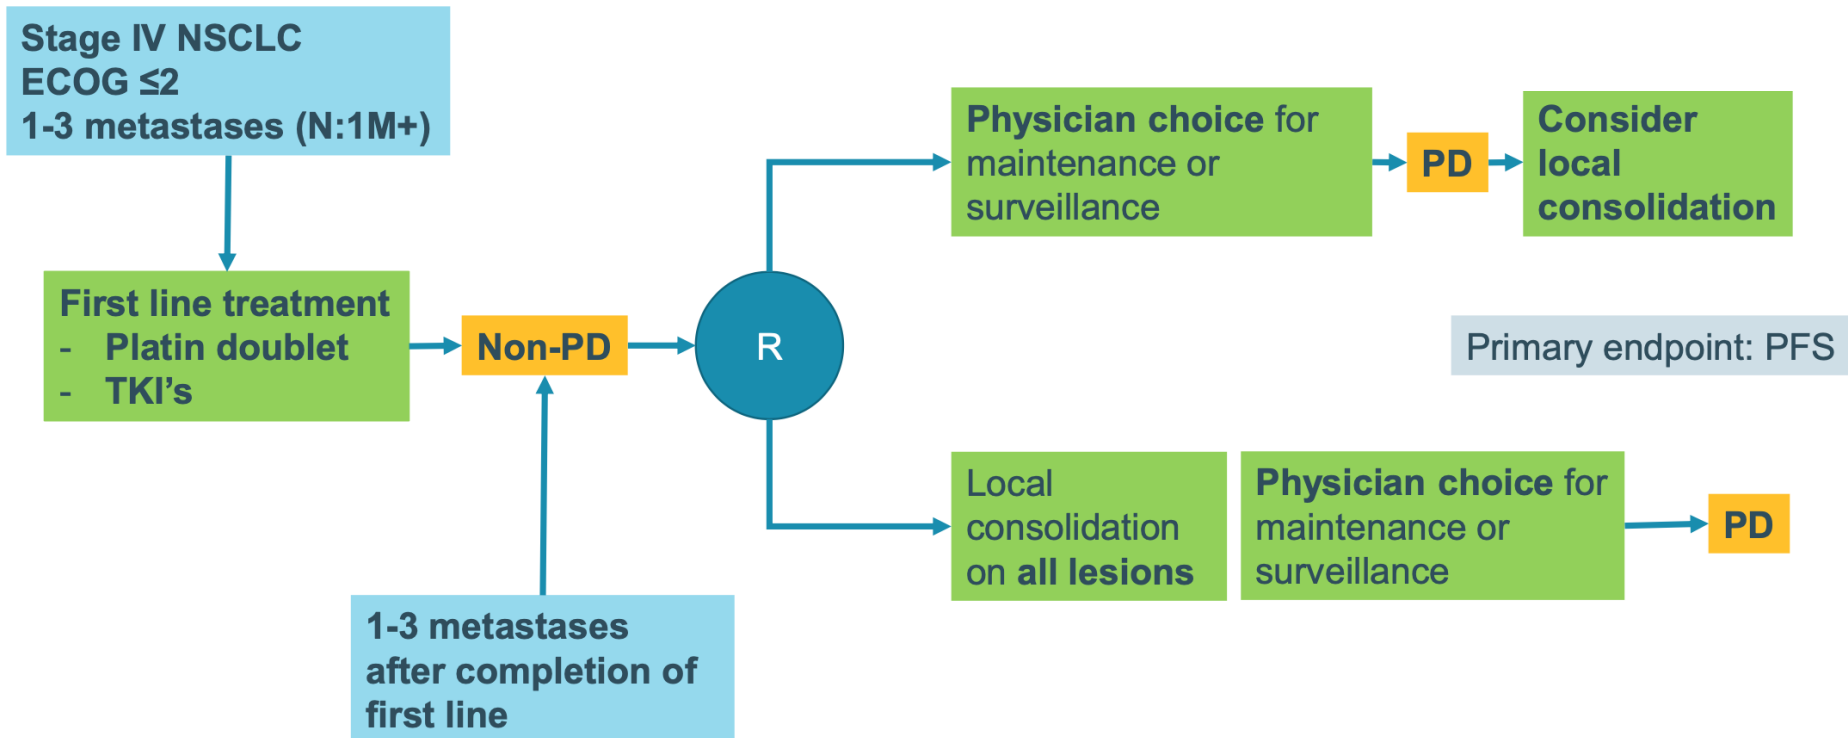 Stage IV NSCLC
ECOG ≤2
1-3 metastases (N:1M+)
First line treatment
- Platin doublet
- TKI's
Non-PD
1-3 metastases
after completion of
first line
R
Physician choice for
maintenance or
surveillance
PD
Consider
local
consolidation
Primary endpoint: PFS
Local
consolidation
on all lesions
Physician choice for
maintenance or
surveillance
PD